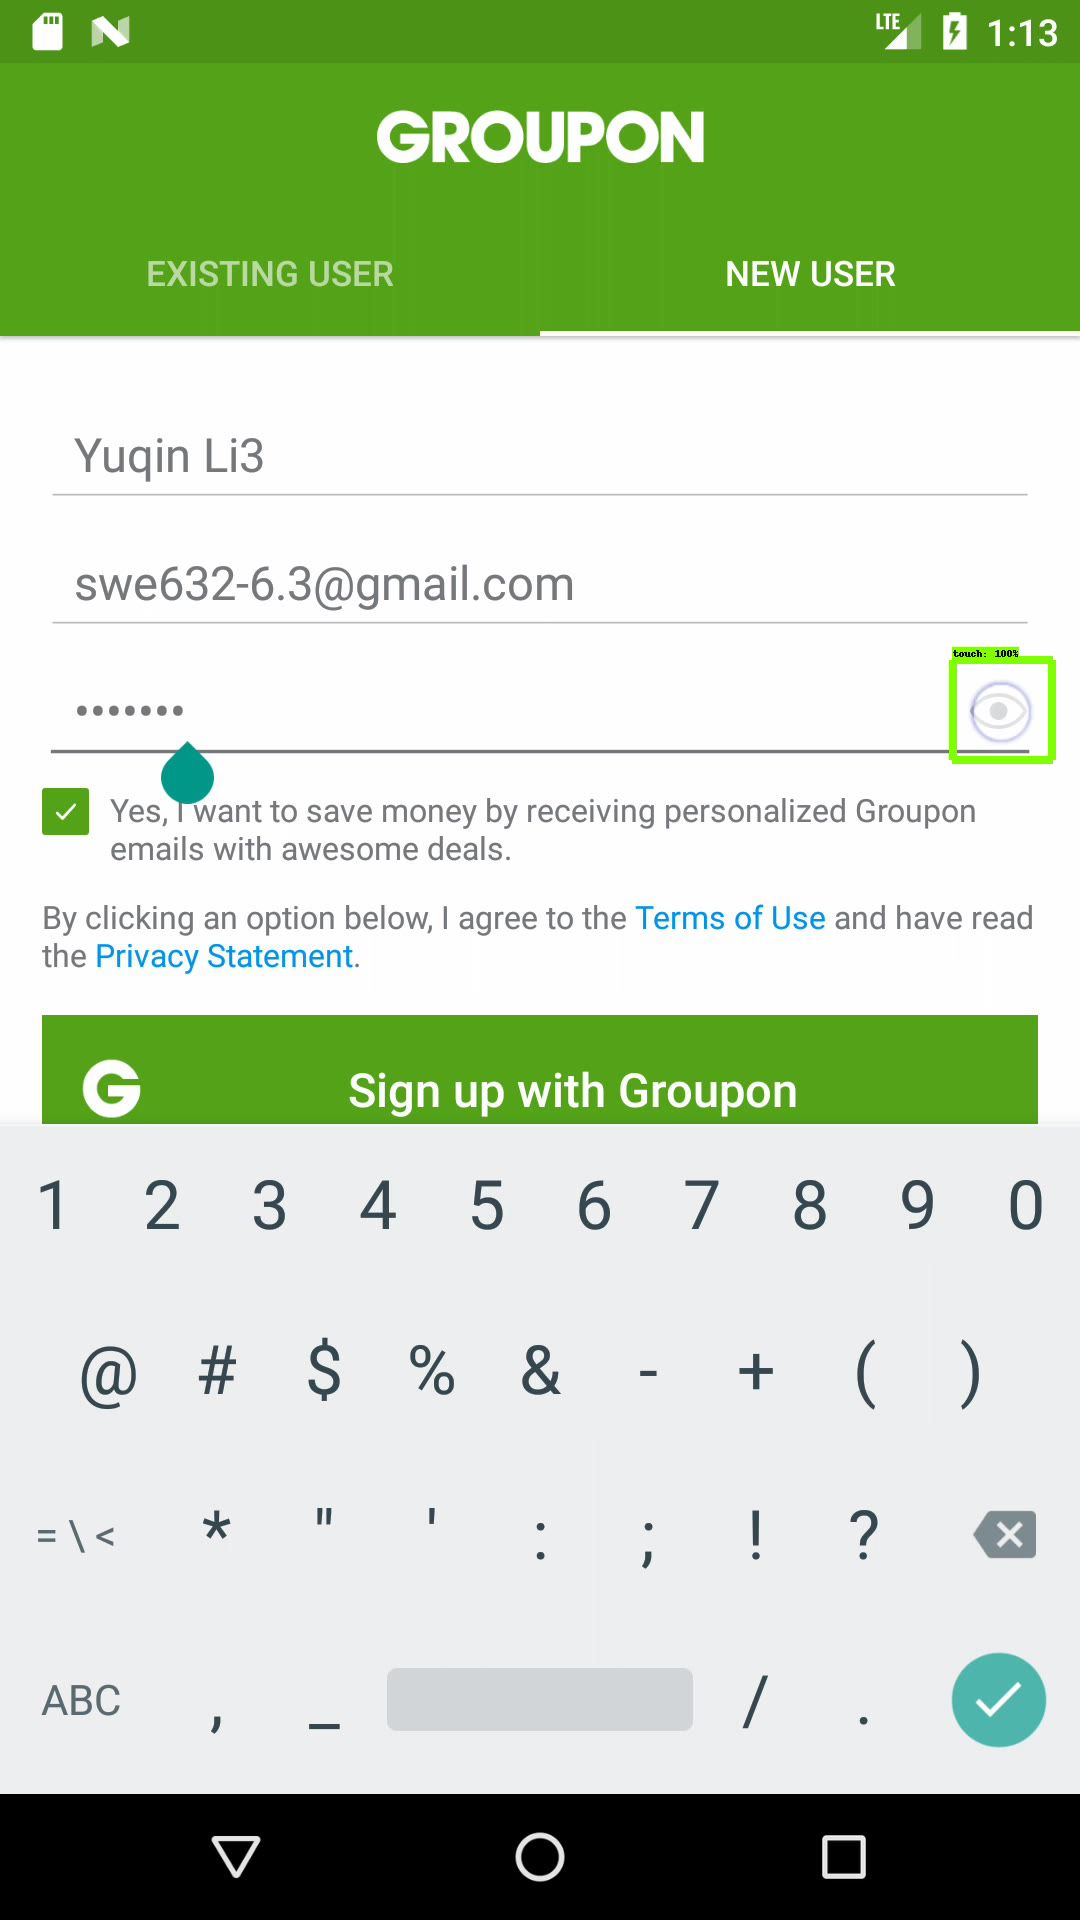 LTE 1:13
GROUPON
EXISTING USER NEW USER
Yuqin Li3
swe632-6.3@gmail.com
touch: 100%
•••••••
Yes, I want to save money by receiving personalized Groupon
emails with awesome deals.
By clicking an option below, I agree to the Terms of Use and have read
the Privacy Statement.
G Sign up with Groupon
1 2 3 4 5 6 7 8 9 0
@ # $ % & - + ( )
= \ < * " ' : ; ! ?
ABC , _ / .